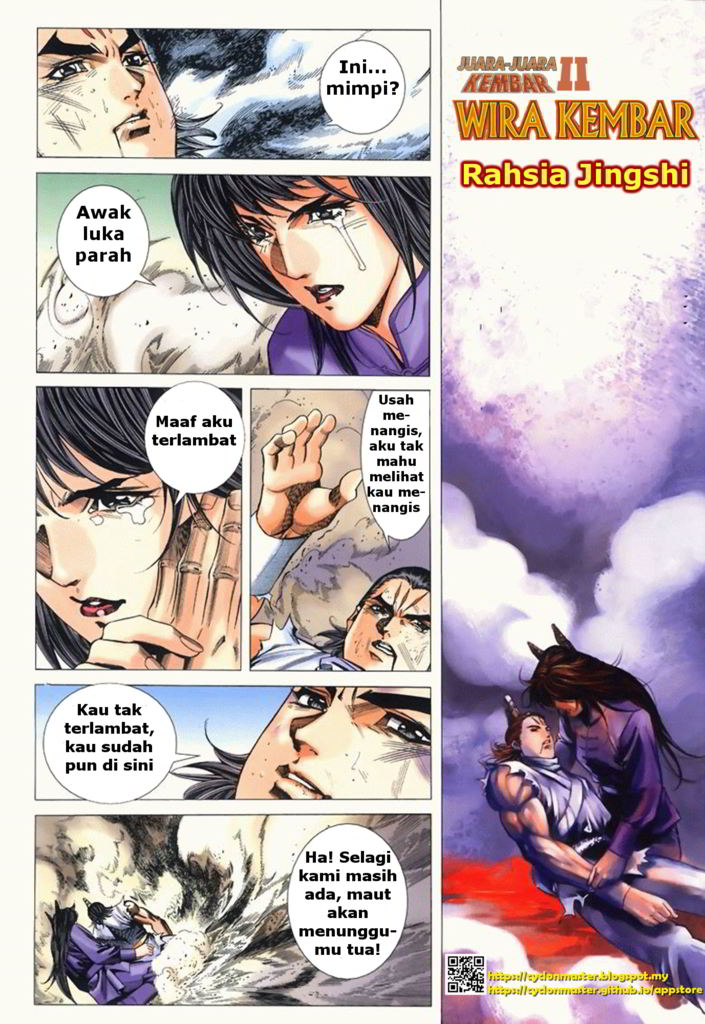 Ini...
mimpi?
Awak
luka
parah
Maaf aku
terlambat
Usah
me-
nangis,
aku tak
mahu
melihat
kau me-
nangis
Kau tak
terlambat,
kau sudah
pun di sini
Ha! Selagi
kami masih
ada, maut
akan
menunggu-
mu tua!
JUARA-JUARA
KEMBAR II
WIRA KEMBAR
Rahsia Jingshi
https://cyclonmaster.blogspot.my
https://cyclonmaster.github.io/appstore